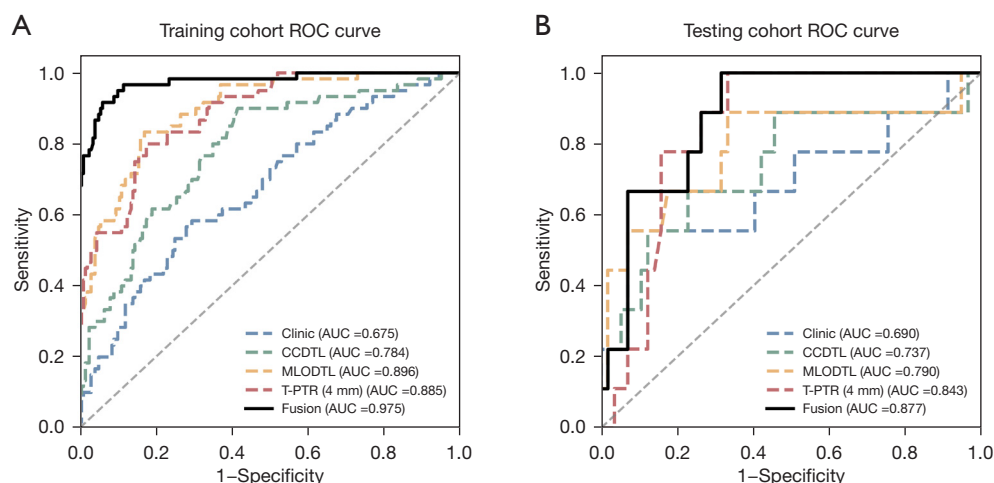 A
Training cohort ROC curve
1.0
0.8
0.6
0.4
0.2
0.0
Sensitivity
Clinic (AUC =0.675)
CCDTL (AUC =0.784)
MLODTL (AUC =0.896)
T-PTR (4 mm) (AUC =0.885)
Fusion (AUC =0.975)
0.0 0.2 0.4 0.6 0.8 1.0
1−Specificity
B
Testing cohort ROC curve
1.0
0.8
0.6
0.4
0.2
0.0
Sensitivity
Clinic (AUC =0.690)
CCDTL (AUC =0.737)
MLODTL (AUC =0.790)
T-PTR (4 mm) (AUC =0.843)
Fusion (AUC =0.877)
0.0 0.2 0.4 0.6 0.8 1.0
1−Specificity